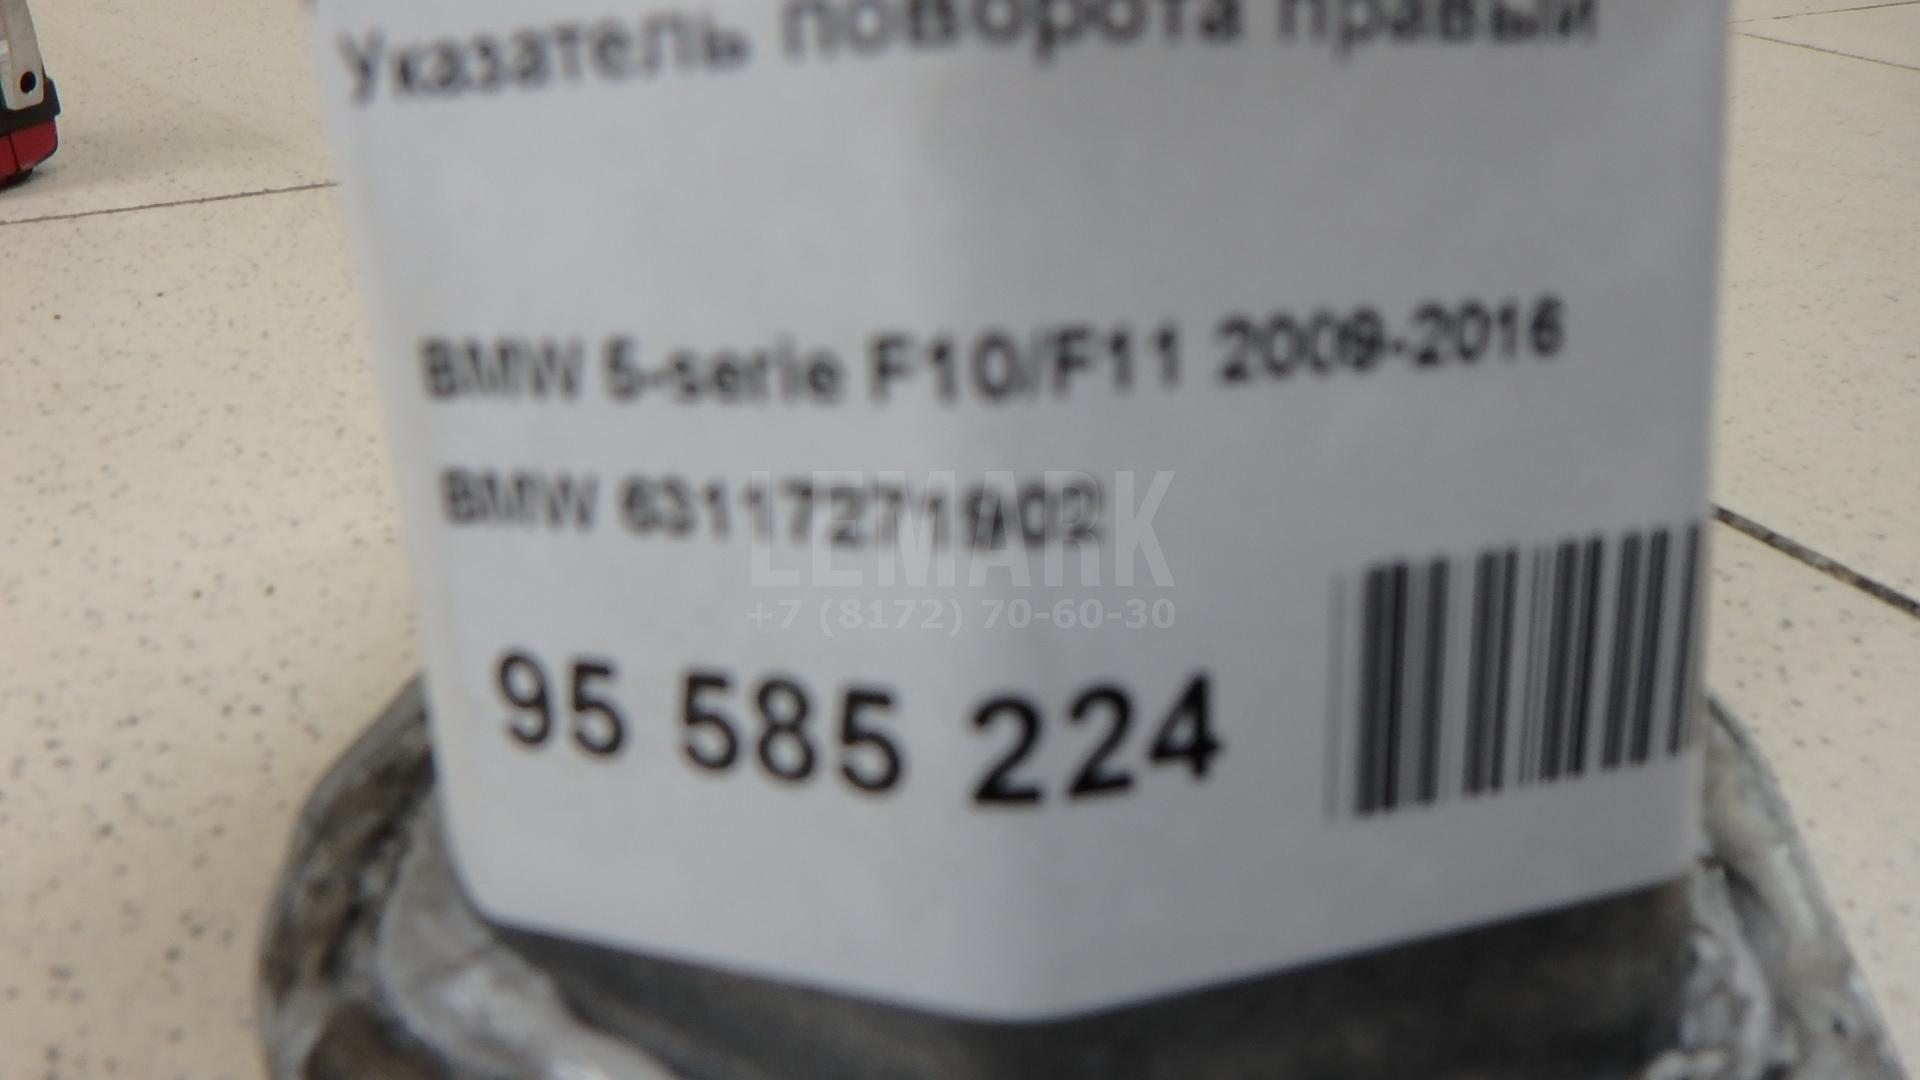 Указатель поворота правый
BMW 5-serie F10/F11 2009-2016
BMW 63117271902
LEMARK
+7 (8172) 70-60-30
95 585 224